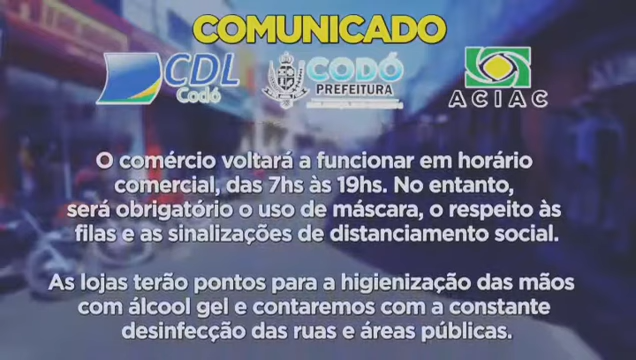 COMUNICADO
CDL
Codó
CODÓ
PREFEITURA
ACIAC
O comércio voltará a funcionar em horário
comercial, das 7hs às 19hs. No entanto,
será obrigatório o uso de máscara, o respeito às
filas e as sinalizações de distanciamento social.
As lojas terão pontos para a higienização das mãos
com álcool gel e contaremos com a constante
desinfecção das ruas e áreas públicas.